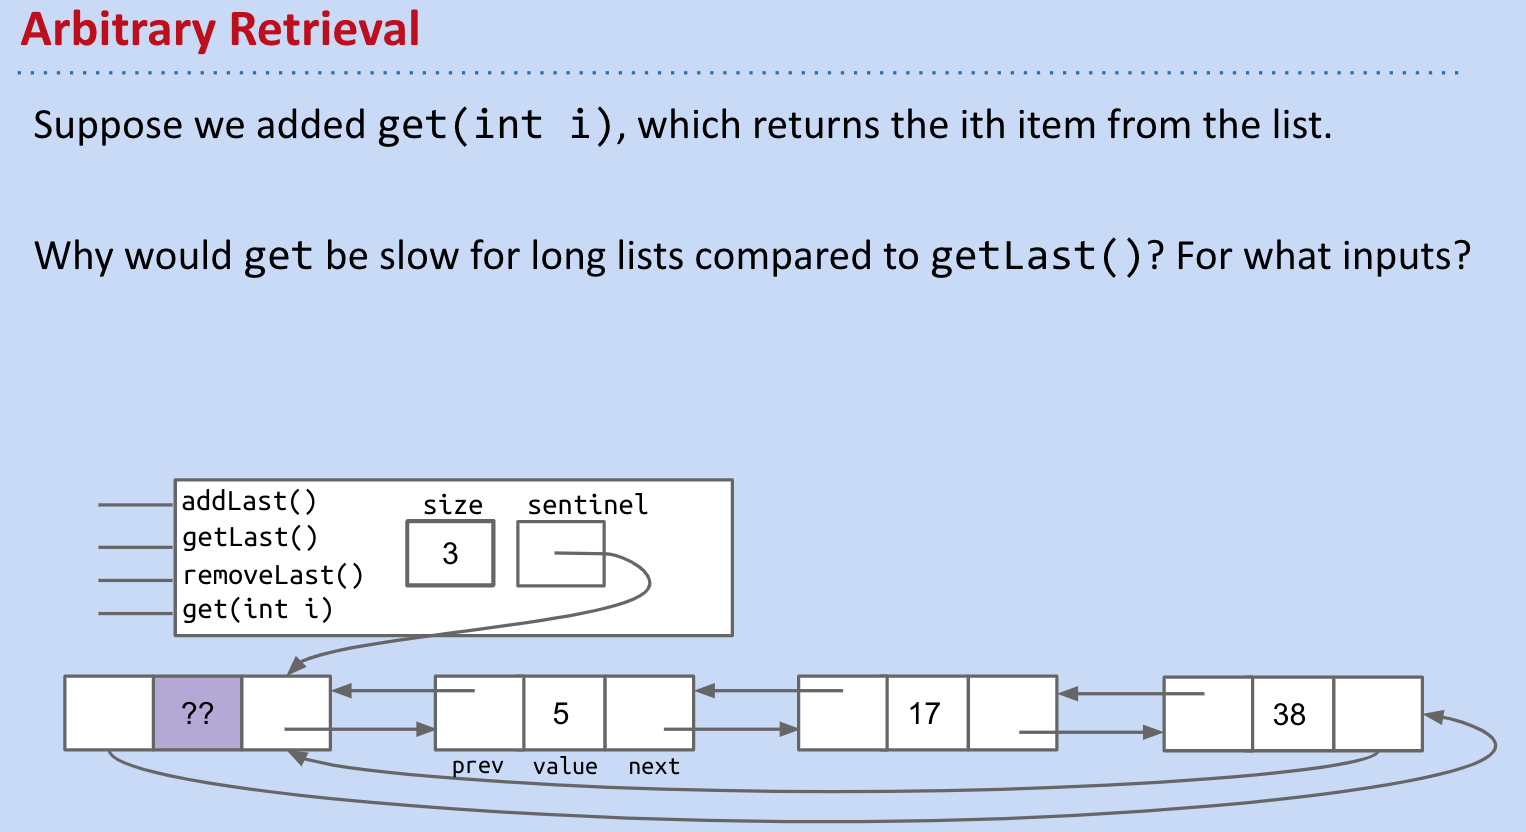 Arbitrary Retrieval
Suppose we added get(int i), which returns the ith item from the list.
Why would get be slow for long lists compared to getLast()? For what inputs?
addLast()
getLast()
removeLast()
get(int i)
size
sentinel
3
??
5
17
38
prev value next